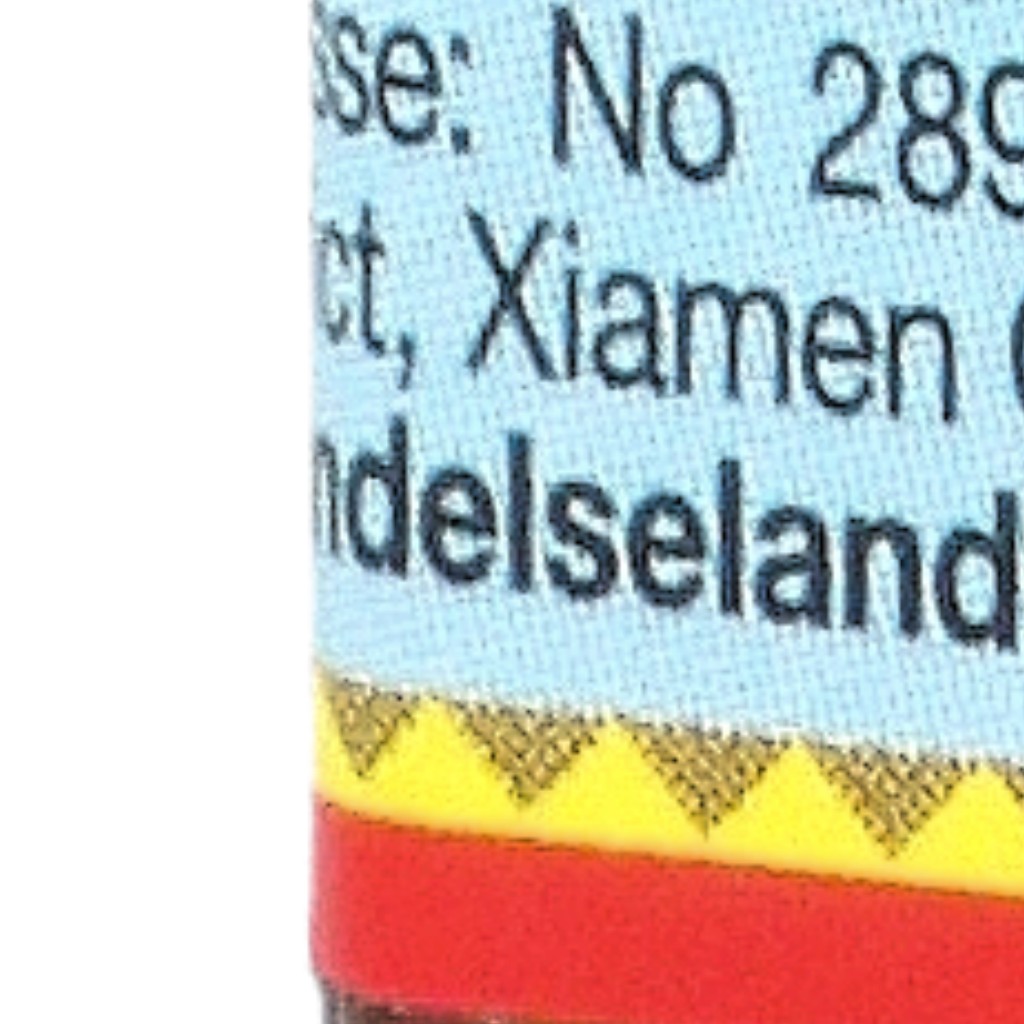 sse: No 289
ct, Xiamen
ndelseland